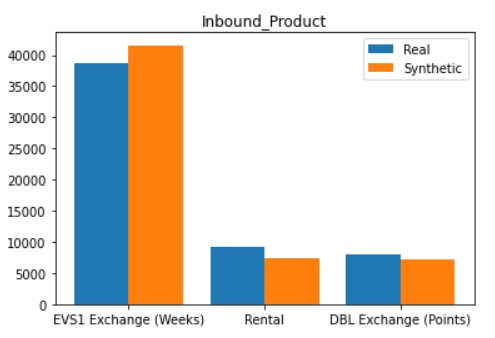 Inbound_Product
Real
Synthetic
40000
35000
30000
25000
20000
15000
10000
5000
0
EVS1 Exchange (Weeks)
Rental
DBL Exchange (Points)